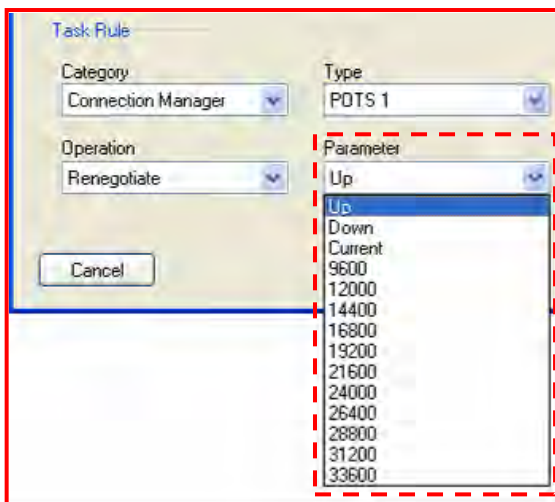 Task Rule
Category
Type
Connection Manager
POTS 1
Operation
Parameter
Renegotiate
Up
Up
Down
Current
9600
12000
14400
16800
19200
21600
24000
26400
28800
31200
33600
Cancel